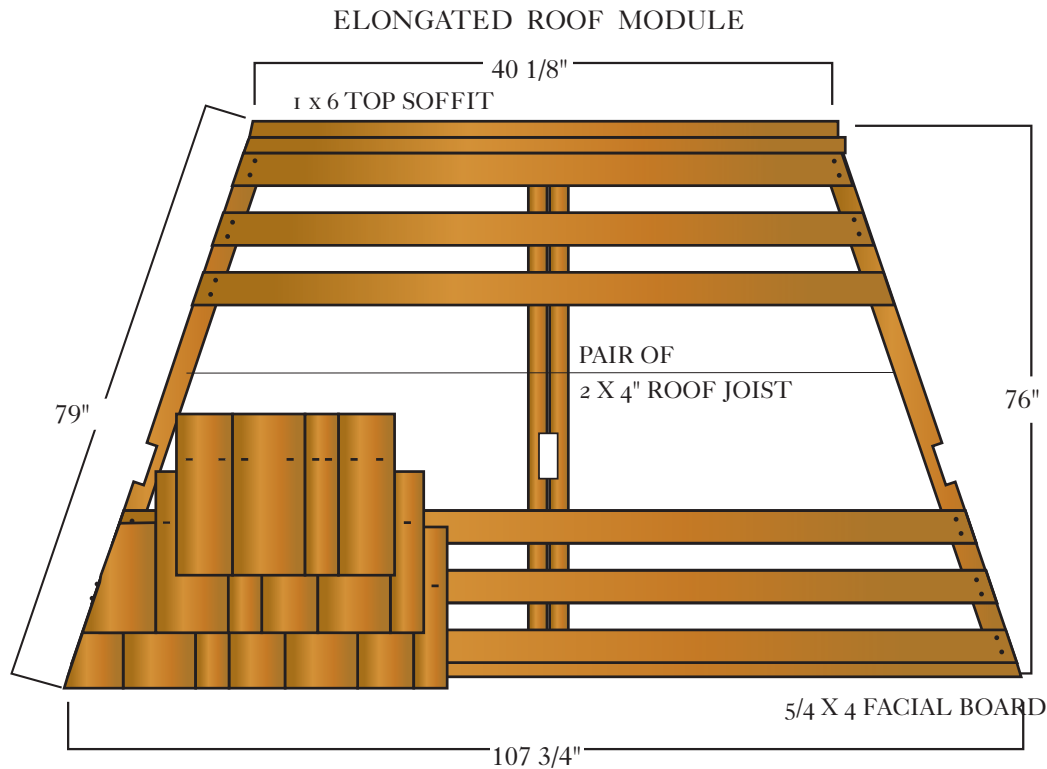 ELONGATED ROOF MODULE
40 1/8"
1 x 6 TOP SOFFIT
PAIR OF
2 X 4" ROOF JOIST
79"
76"
5/4 X 4 FACIAL BOARD
107 3/4"